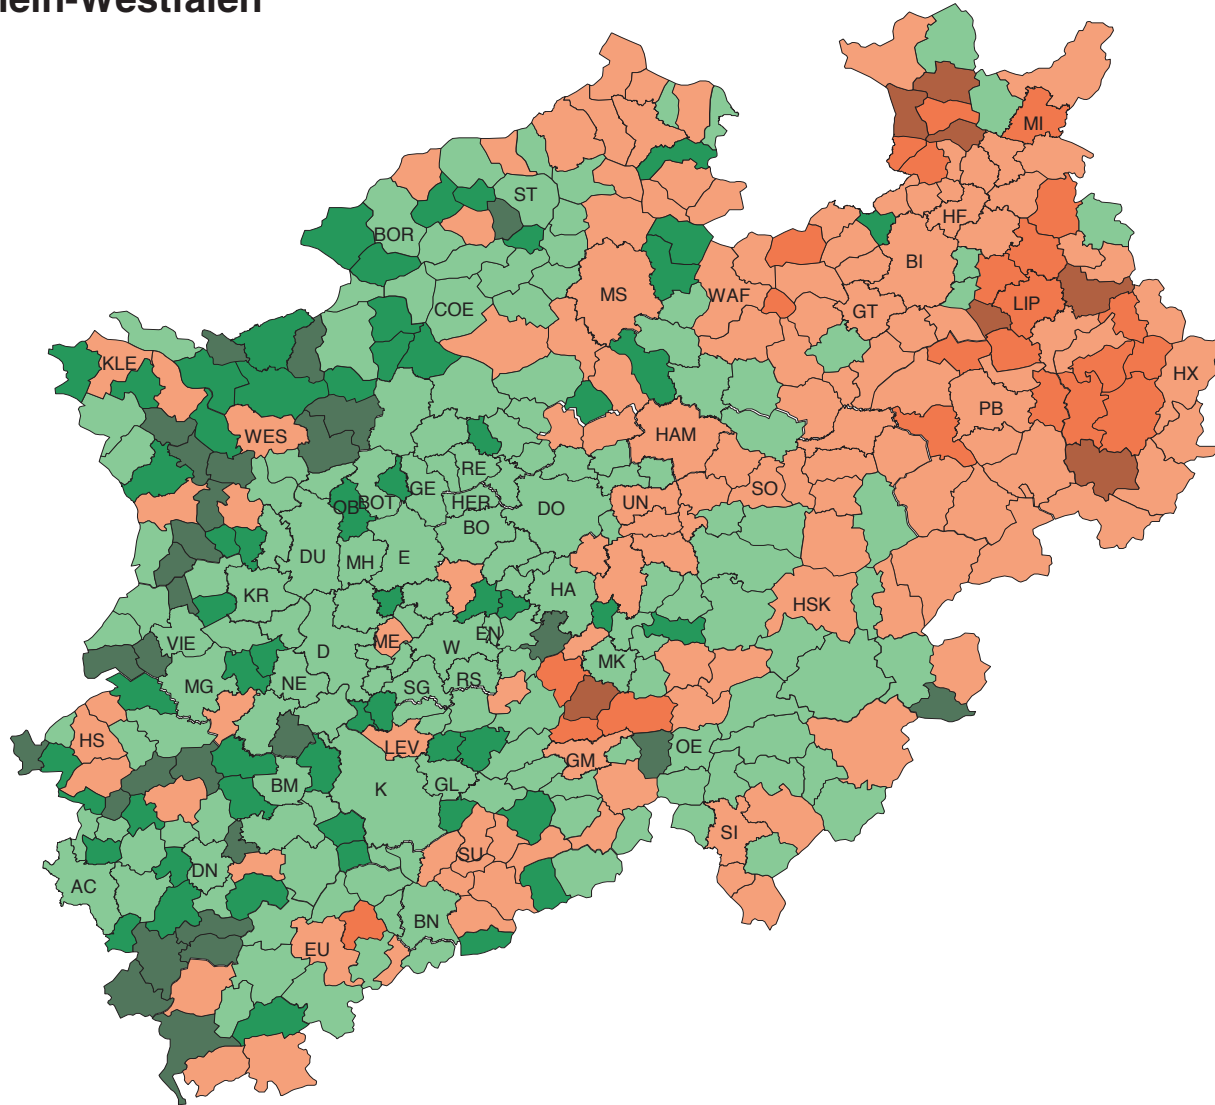 lein-Westfalen
MI
ST
HF
BOR
BI
MS
WAF
LIP
COE
GT
KLE
HX
PB
WES
HAM
RE
SO
GE
BOT
HER
UN
OB
DO
BO
DU
MH
E
HA
KR
HSK
EN
VIE
ME
W
D
MK
RS
MG
NE
SG
HS
LEV
OE
GM
BM
GL
K
SI
SU
DN
AC
BN
EU